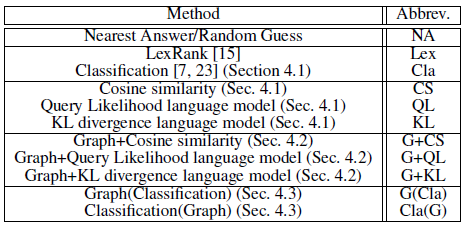 Method Abbrev.
Nearest Answer/Random Guess NA
LexRank [15] Lex
Classification [7, 23] (Section 4.1) Cla
Cosine similarity (Sec. 4.1) CS
Query Likelihood language model (Sec. 4.1) QL
KL divergence language model (Sec. 4.1) KL
Graph+Cosine similarity (Sec. 4.2) G+CS
Graph+Query Likelihood language model (Sec. 4.2) G+QL
Graph+KL divergence language model (Sec. 4.2) G+KL
Graph(Classification) (Sec. 4.3) G(Cla)
Classification(Graph) (Sec. 4.3) Cla(G)